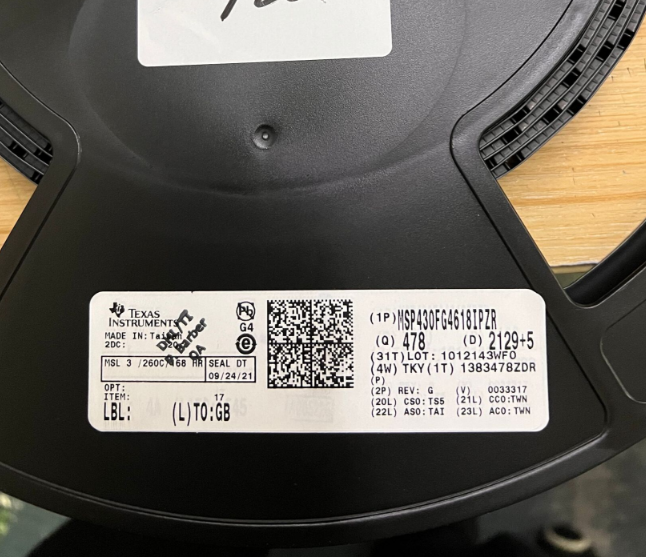 TEXAS
INSTRUMENTS
MADE IN: Taiwan
2DC:
MSL 3 /260C/168 HR
SEAL DT
09/24/21
OPT:
ITEM: 17
LBL: (L)TO:GB
Pb
G4
e
Barber
QA
(1P)MSP430FG4618IPZR
(Q) 478 (D) 2129+5
(31T)LOT: 1012143WF0
(4W) TKY(1T) 1383478ZDR
(P)
(2P) REV: G (V) 0033317
(20L) CSO:TS5 (21L) CCO:TWN
(22L) ASO:TAI (23L) ACO:TWN